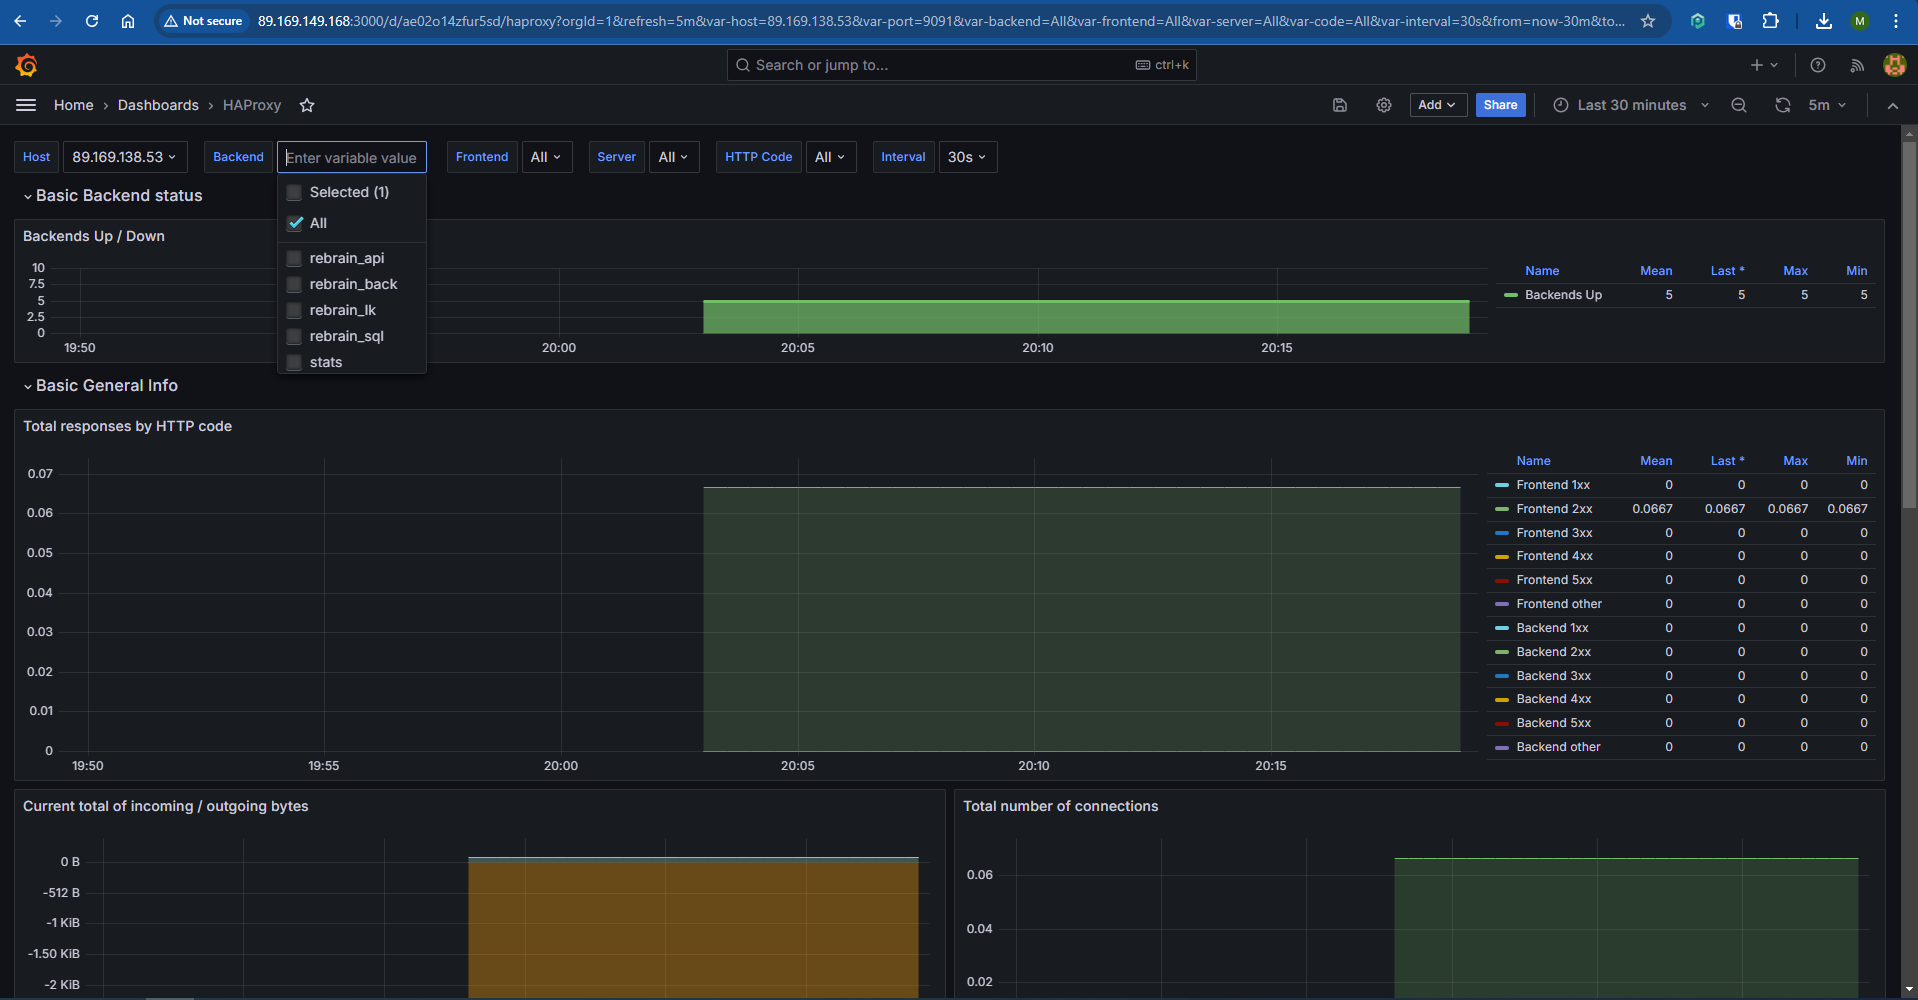 Not secure 89.169.149.168:3000/d/ae02o14zfur5sd/haproxy?orgId=1&refresh=5m&var-host=89.169.138.53&var-port=9091&var-backend=All&var-frontend=All&var-server=All&var-code=All&var-interval=30s&from=now-30m&to... M
Search or jump to... ctrl+k
Home › Dashboards › HAProxy Add Share Last 30 minutes 5m
Host 89.169.138.53 Backend Enter variable value Frontend All Server All HTTP Code All Interval 30s
Selected (1)
All
rebrain_api
rebrain_back
rebrain_lk
rebrain_sql
stats
Basic Backend status
Backends Up / Down
10
7.5
5
2.5
0
19:50 20:00 20:05 20:10 20:15
Name Mean Last * Max Min
Backends Up 5 5 5 5
Basic General Info
Total responses by HTTP code
0.07
0.06
0.05
0.04
0.03
0.02
0.01
0
19:50 19:55 20:00 20:05 20:10 20:15
Name Mean Last * Max Min
Frontend 1xx 0 0 0 0
Frontend 2xx 0.0667 0.0667 0.0667 0.0667
Frontend 3xx 0 0 0 0
Frontend 4xx 0 0 0 0
Frontend 5xx 0 0 0 0
Frontend other 0 0 0 0
Backend 1xx 0 0 0 0
Backend 2xx 0 0 0 0
Backend 3xx 0 0 0 0
Backend 4xx 0 0 0 0
Backend 5xx 0 0 0 0
Backend other 0 0 0 0
Current total of incoming / outgoing bytes
0 B
-512 B
-1 KiB
-1.50 KiB
-2 KiB
Total number of connections
0.06
0.04
0.02